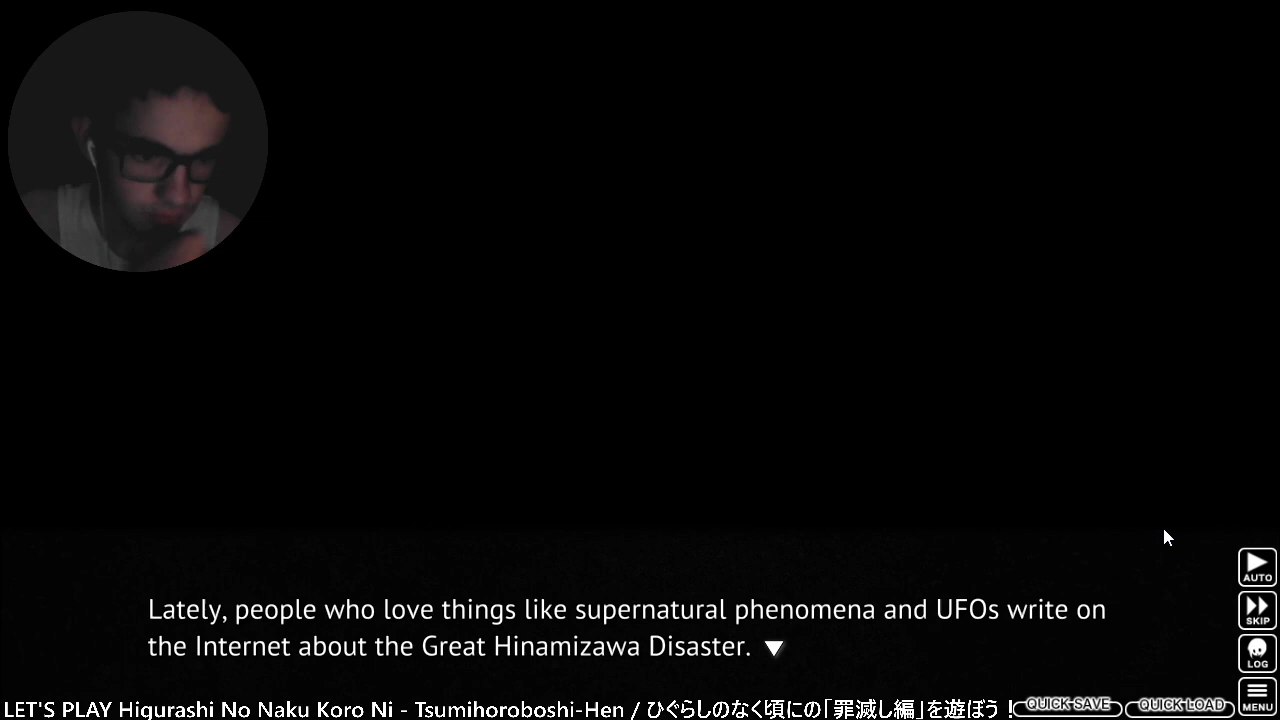 Lately, people who love things like supernatural phenomena and UFOs write on
the Internet about the Great Hinamizawa Disaster.
AUTO
SKIP
LOG
MENU
QUICK SAVE
QUICK LOAD
LET'S PLAY Higurashi No Naku Koro Ni - Tsumihoroboshi-Hen / ひぐらしのなく頃にの「罪滅し編」を遊ぼう！